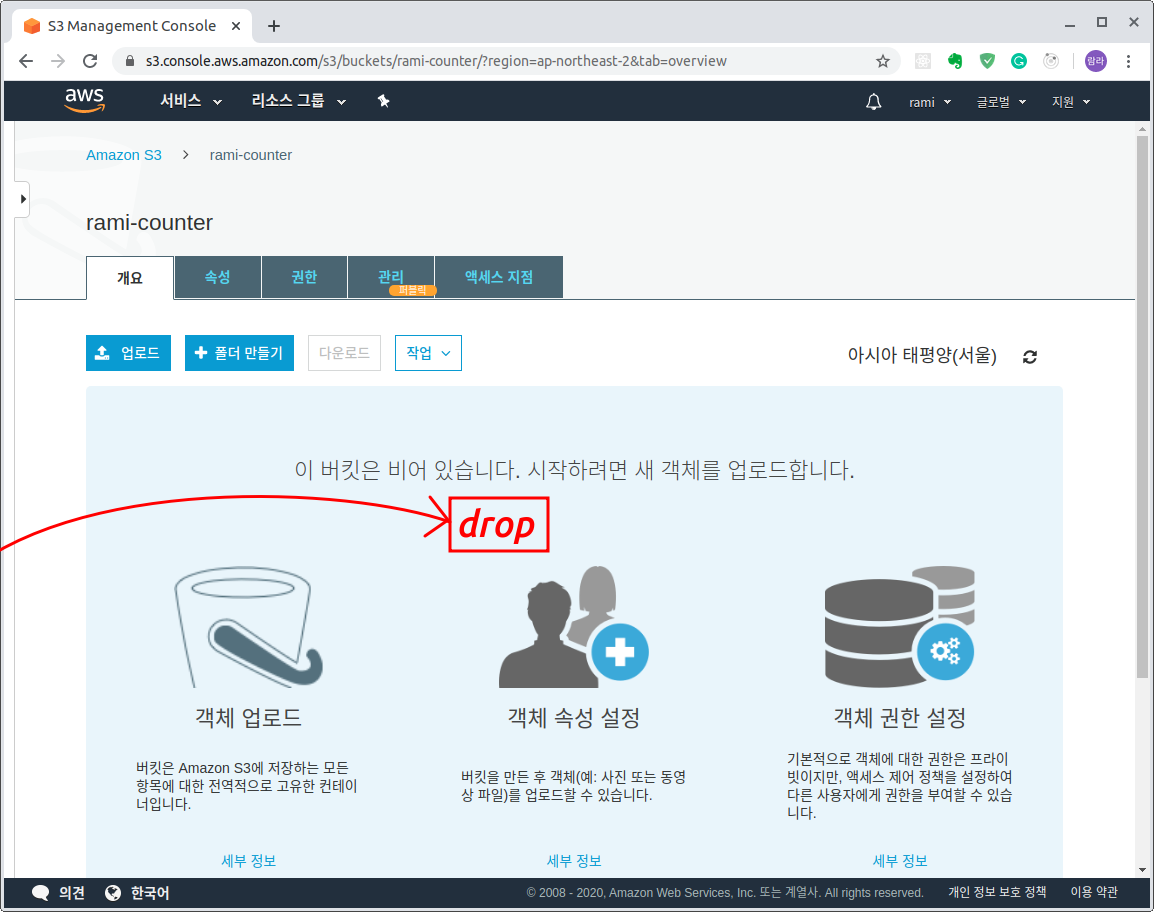 S3 Management Console
s3.console.aws.amazon.com/s3/buckets/rami-counter/?region=ap-northeast-2&tab=overview
람라
aws
서비스
리소스 그룹
rami
글로벌
지원
Amazon S3
rami-counter
rami-counter
개요
속성
권한
관리
액세스 지점
퍼블릭
업로드
폴더 만들기
다운로드
작업
아시아 태평양(서울)
이 버킷은 비어 있습니다. 시작하려면 새 객체를 업로드합니다.
drop
객체 업로드
버킷은 Amazon S3에 저장하는 모든
항목에 대한 전역적으로 고유한 컨테이
너입니다.
세부 정보
객체 속성 설정
버킷을 만든 후 객체(예: 사진 또는 동영
상 파일)를 업로드할 수 있습니다.
세부 정보
객체 권한 설정
기본적으로 객체에 대한 권한은 프라이
빗이지만, 액세스 제어 정책을 설정하여
다른 사용자에게 권한을 부여할 수 있습
니다.
세부 정보
의견
한국어
© 2008 - 2020, Amazon Web Services, Inc. 또는 계열사. All rights reserved.
개인 정보 보호 정책
이용 약관